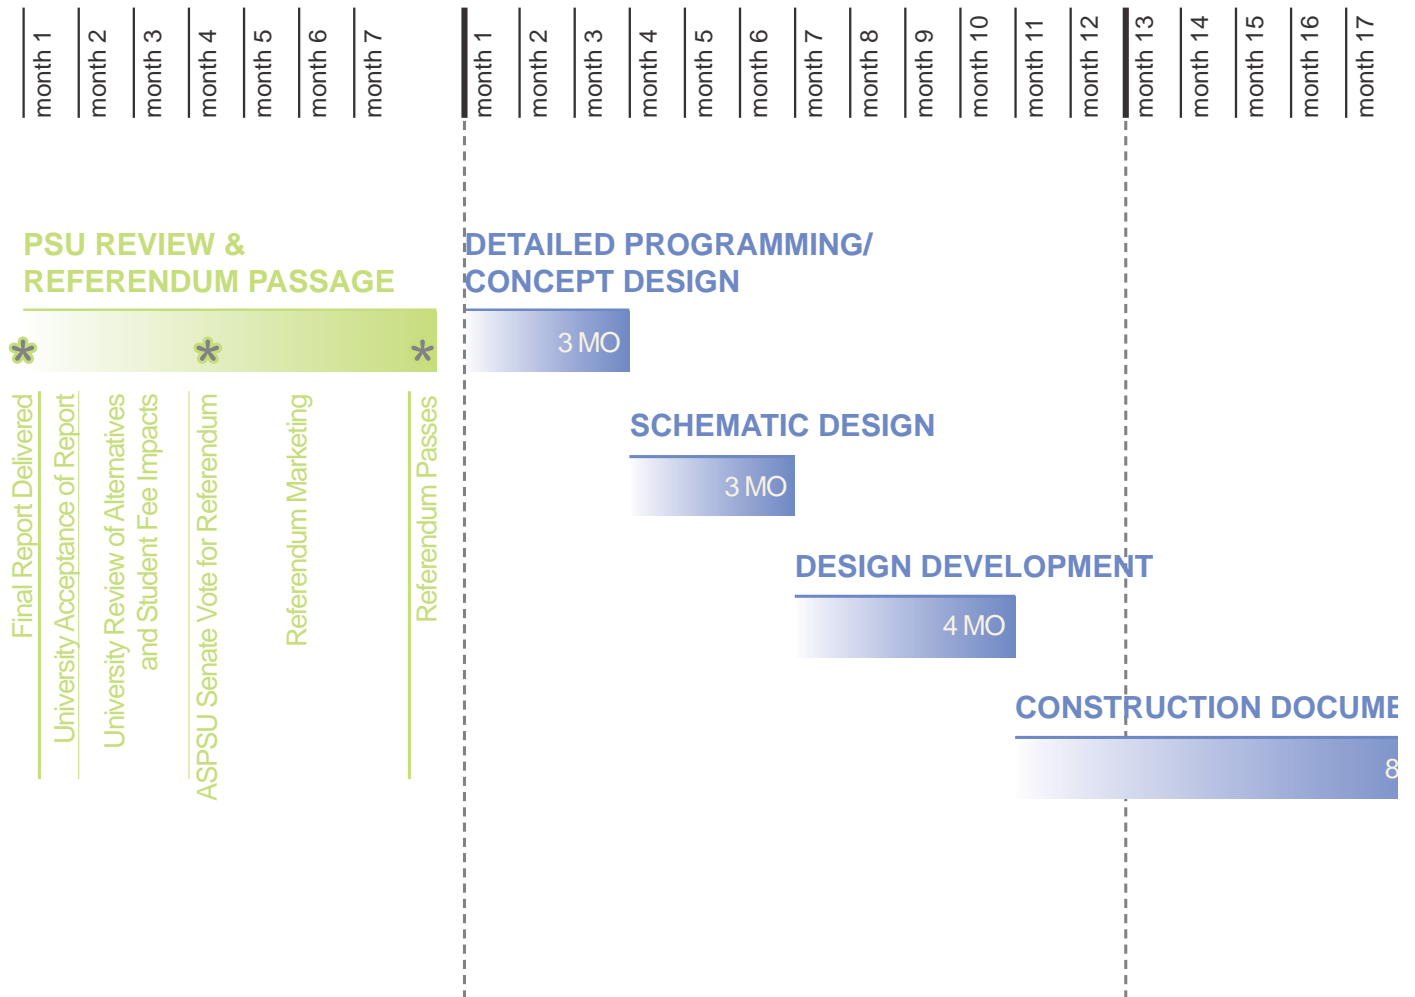 month 1
month 2
month 3
month 4
month 5
month 6
month 7
month 1
month 2
month 3
month 4
month 5
month 6
month 7
month 8
month 9
month 10
month 11
month 12
month 13
month 14
month 15
month 16
month 17
PSU REVIEW &
REFERENDUM PASSAGE
* * *
Final Report Delivered
University Acceptance of Report
University Review of Alternatives
and Student Fee Impacts
ASPSU Senate Vote for Referendum
Referendum Marketing
Referendum Passes
DETAILED PROGRAMMING/
CONCEPT DESIGN
3 MO
SCHEMATIC DESIGN
3 MO
DESIGN DEVELOPMENT
4 MO
CONSTRUCTION DOCUME
8